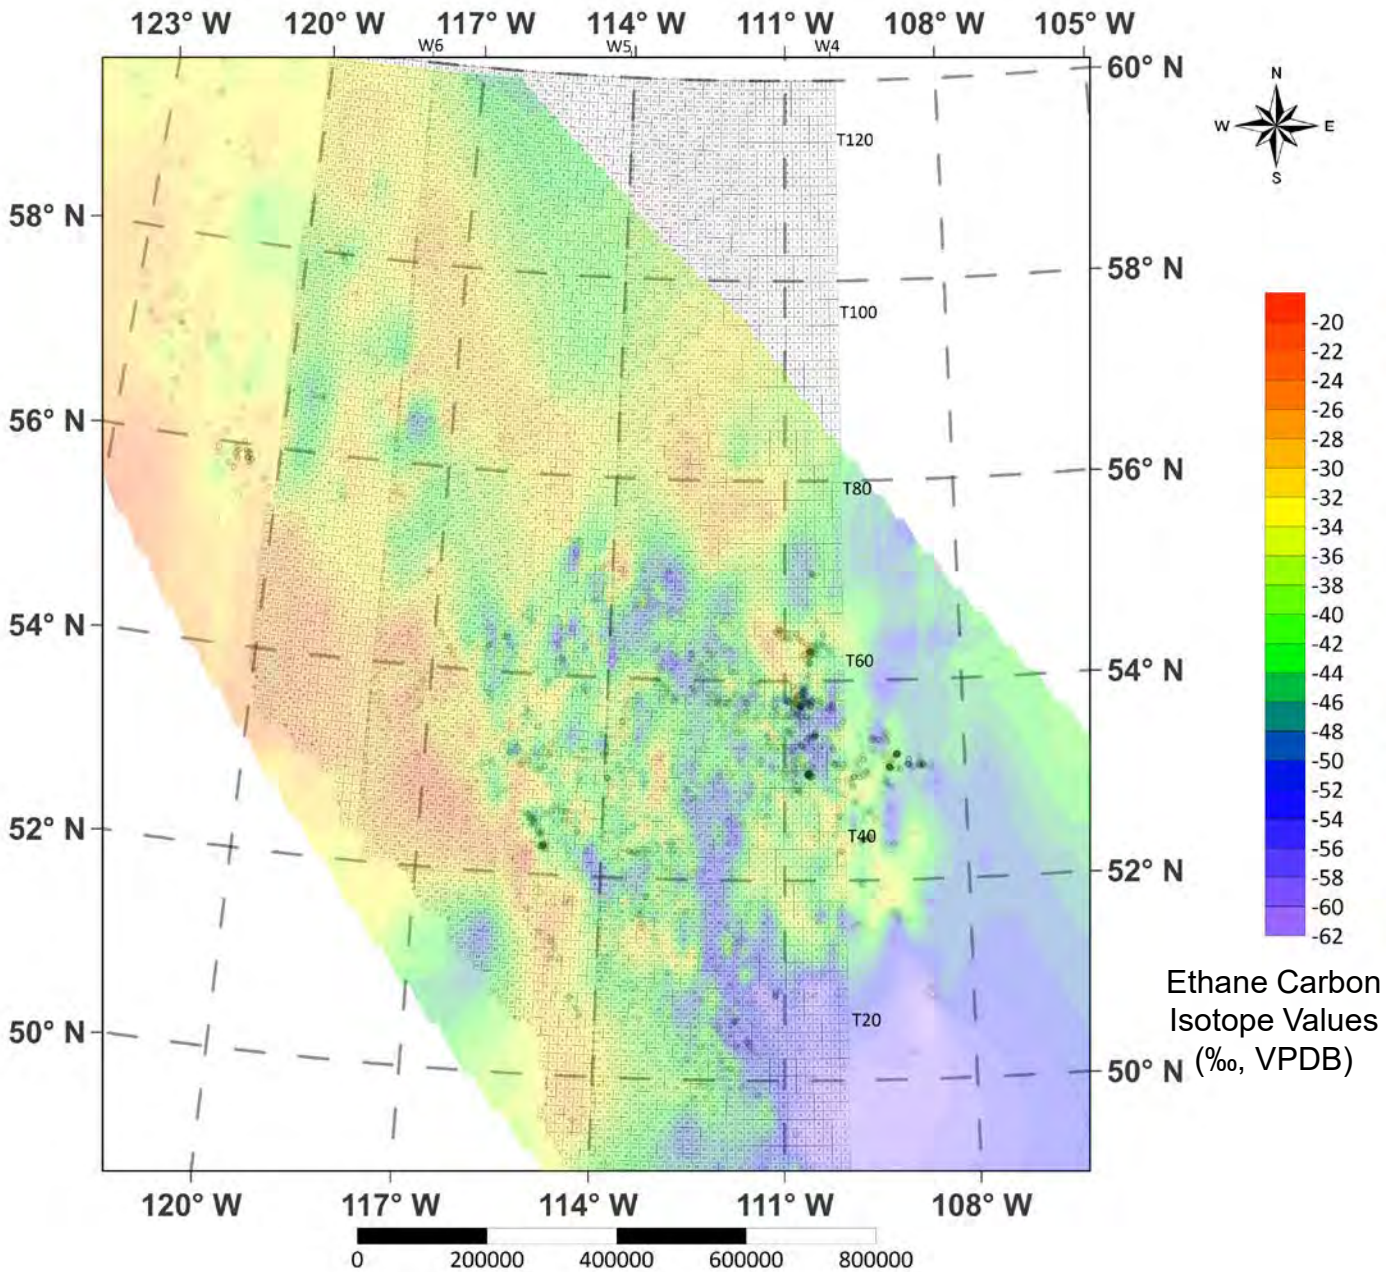 123° W 120° W 117° W 114° W 111° W 108° W 105° W
W6 W5 W4
60° N
N
W E
S
T120
58° N
58° N
T100
-20
-22
-24
-26
-28
-30
-32
-34
-36
-38
-40
-42
-44
-46
-48
-50
-52
-54
-56
-58
-60
-62
56° N
56° N
T80
54° N
T60
54° N
52° N
T40
52° N
Ethane Carbon
Isotope Values
(‰, VPDB)
50° N
T20
50° N
120° W 117° W 114° W 111° W 108° W
0 200000 400000 600000 800000